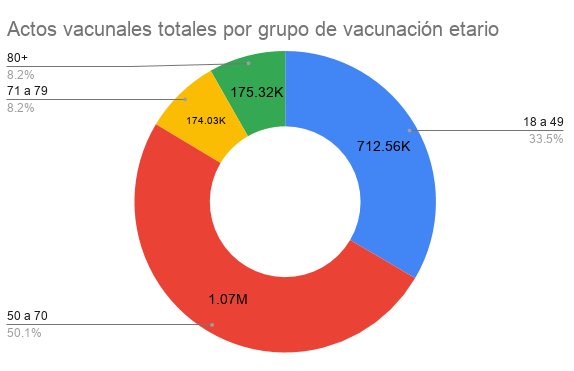 Actos vacunales totales por grupo de vacunación etario
80+
8.2%
71 a 79
8.2%
175.32K
174.03K
18 a 49
33.5%
712.56K
1.07M
50 a 70
50.1%